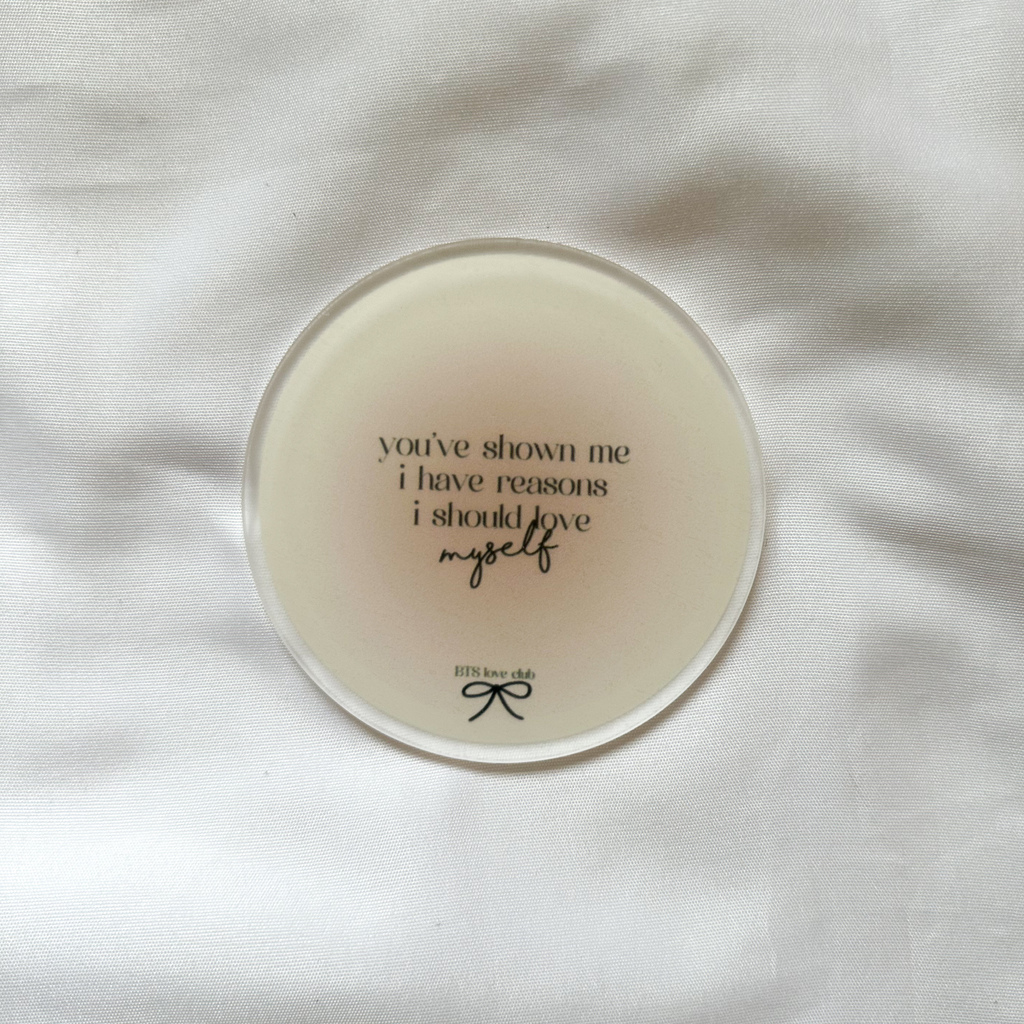 you've shown me
i have reasons
i should love
myself
BTS love club